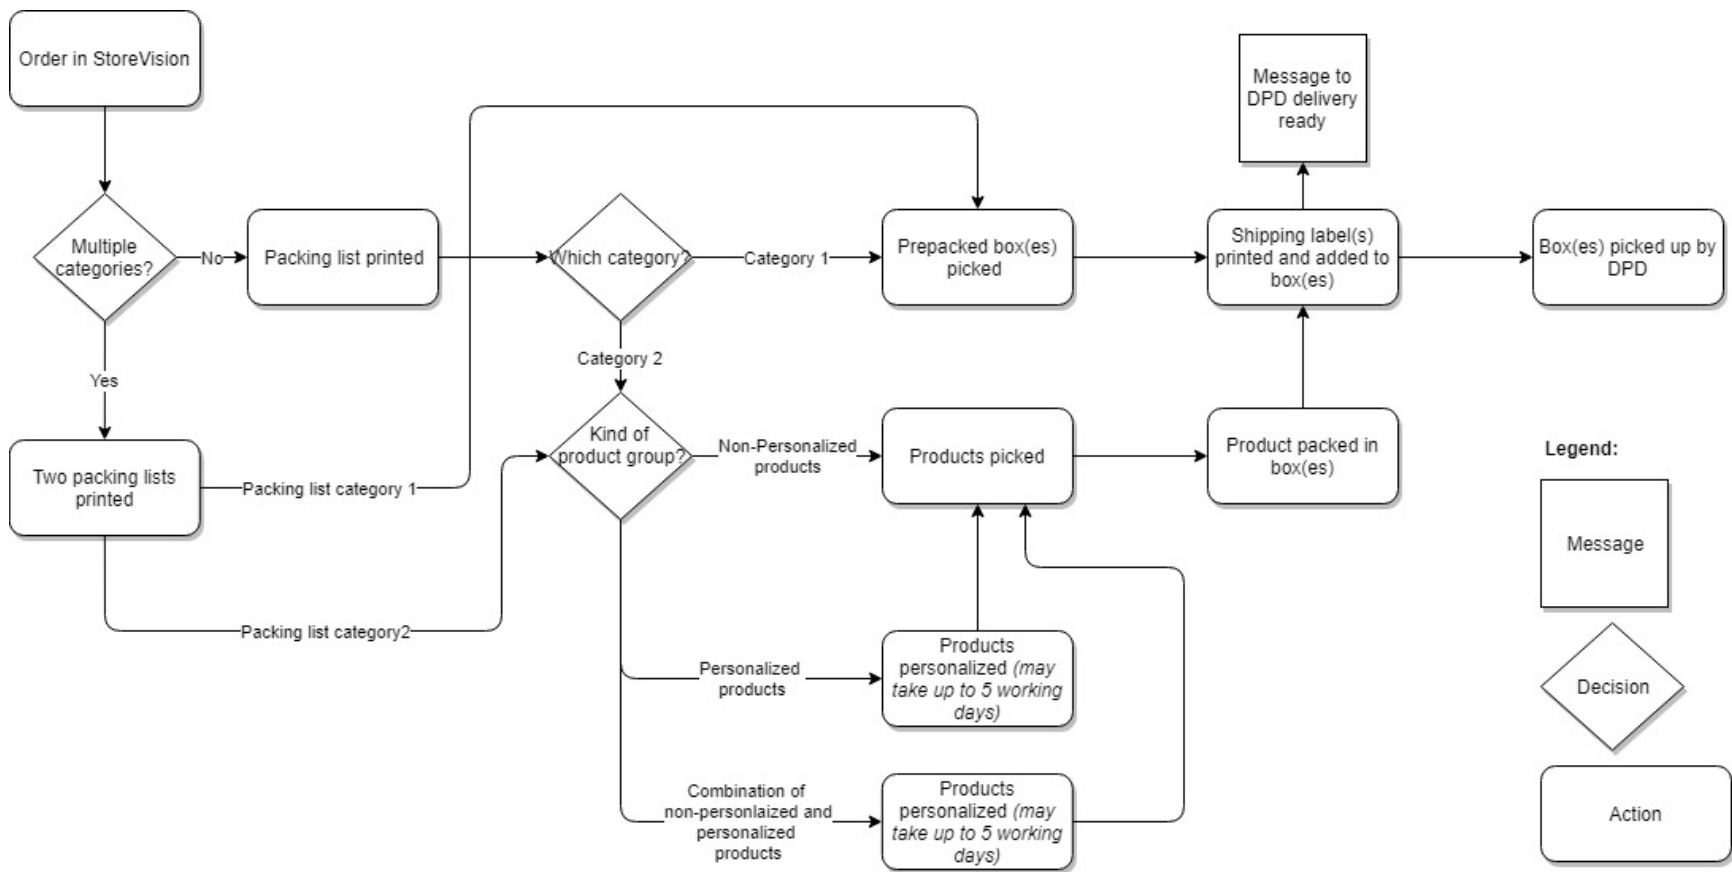 Order in StoreVision
Multiple
categories?
No
Packing list printed
Which category?
Category 1
Prepacked box(es)
picked
Shipping label(s)
printed and added to
box(es)
Message to
DPD delivery
ready
Box(es) picked up by
DPD
Yes
Two packing lists
printed
Packing list category 1
Packing list category2
Category 2
Kind of
product group?
Non-Personalized
products
Products picked
Product packed in
box(es)
Personalized
products
Products
personalized (may
take up to 5 working
days)
Combination of
non-personlaized and
personalized
products
Products
personalized (may
take up to 5 working
days)
Legend:
Message
Decision
Action